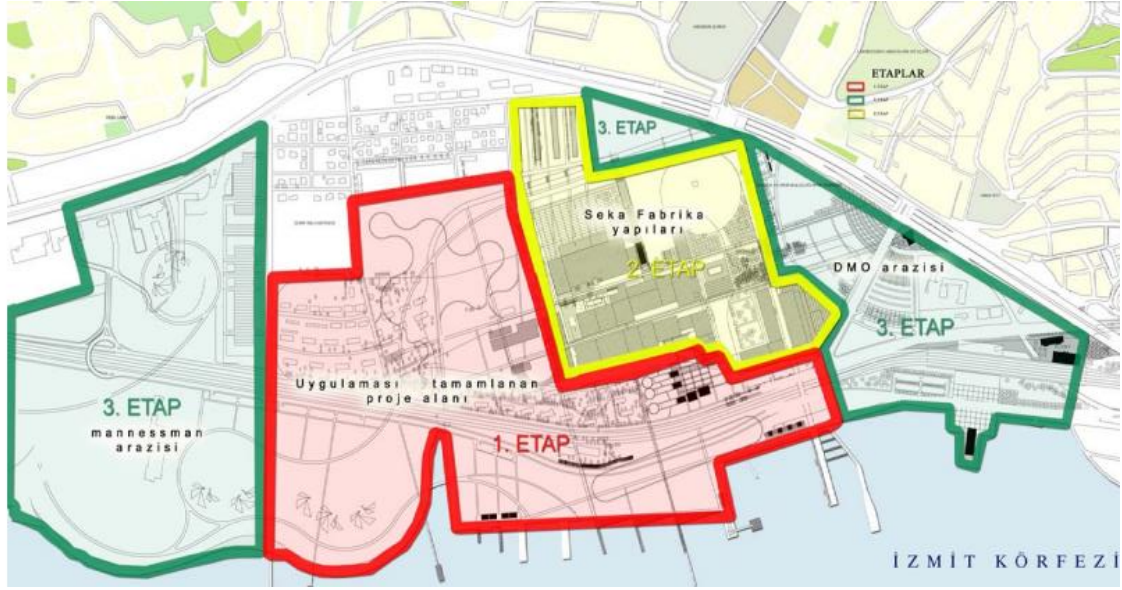 ETAPLAR
3. ETAP
Seka Fabrika
yapıları
2. ETAP
DMO arazisi
3. ETAP
Uygulaması tamamlanan
proje alanı
3. ETAP
mannessman
arazisi
1. ETAP
İZMİT KÖRFEZİ